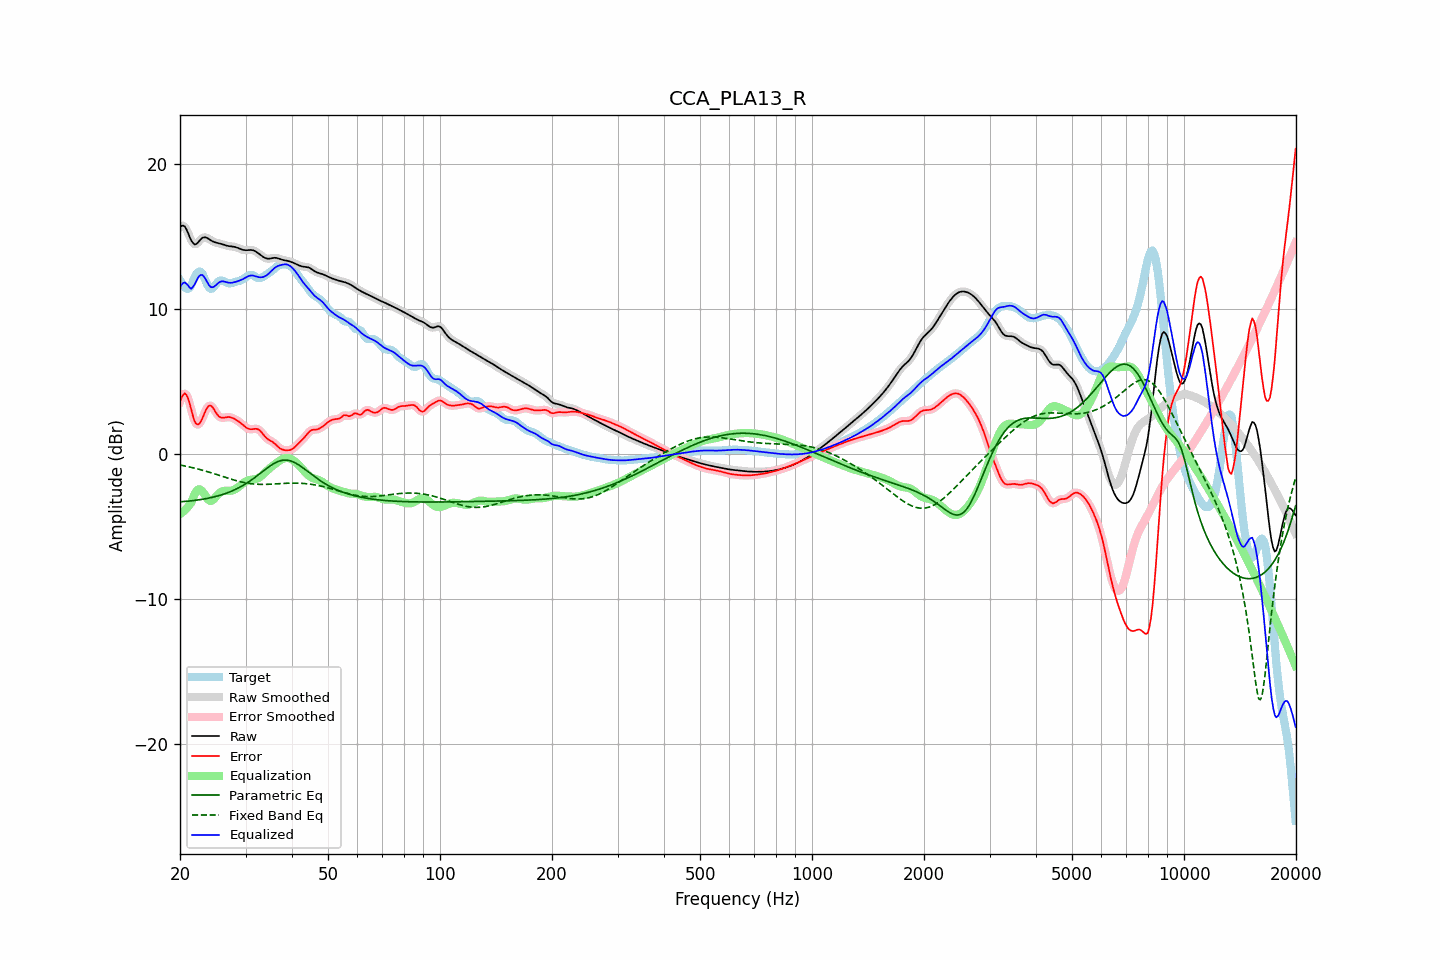 CCA_PLA13_R
Amplitude (dBr)
20
10
0
−10
−20
Target
Raw Smoothed
Error Smoothed
Raw
Error
Equalization
Parametric Eq
Fixed Band Eq
Equalized
20 50 100 200 500 1000 2000 5000 10000 20000
Frequency (Hz)